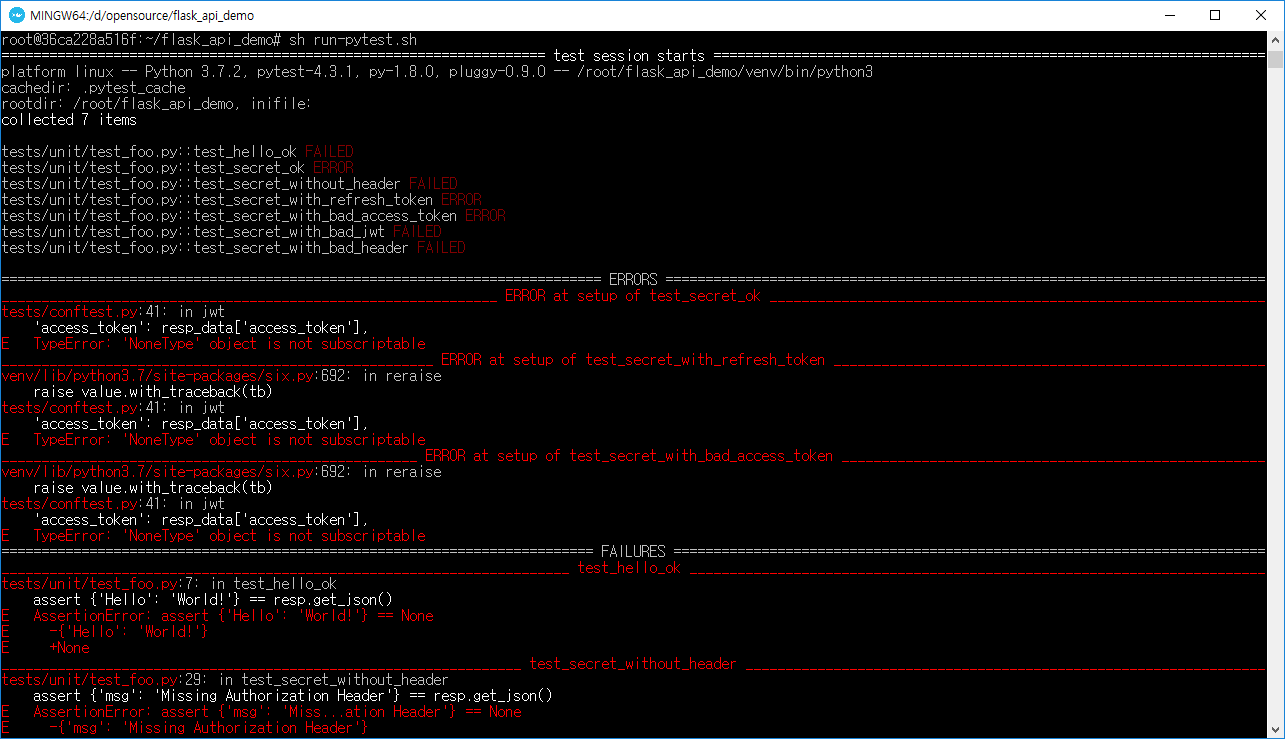 MINGW64:/d/opensource/flask_api_demo
root@36ca228a516f:~/flask_api_demo# sh run-pytest.sh
==================================================================== test session starts =====================================================================
platform linux -- Python 3.7.2, pytest-4.3.1, py-1.8.0, pluggy-0.9.0 -- /root/flask_api_demo/venv/bin/python3
cachedir: .pytest_cache
rootdir: /root/flask_api_demo, inifile:
collected 7 items
tests/unit/test_foo.py::test_hello_ok FAILED
tests/unit/test_foo.py::test_secret_ok ERROR
tests/unit/test_foo.py::test_secret_without_header FAILED
tests/unit/test_foo.py::test_secret_with_refresh_token ERROR
tests/unit/test_foo.py::test_secret_with_bad_access_token ERROR
tests/unit/test_foo.py::test_secret_with_bad_jwt FAILED
tests/unit/test_foo.py::test_secret_with_bad_header FAILED
=========================================================================== ERRORS ===========================================================================
______________________________________________________________ ERROR at setup of test_secret_ok _______________________________________________________________
tests/conftest.py:41: in jwt
    'access_token': resp_data['access_token'],
E   TypeError: 'NoneType' object is not subscriptable
______________________________________________________ ERROR at setup of test_secret_with_refresh_token ______________________________________________________
venv/lib/python3.7/site-packages/six.py:692: in reraise
    raise value.with_traceback(tb)
tests/conftest.py:41: in jwt
    'access_token': resp_data['access_token'],
E   TypeError: 'NoneType' object is not subscriptable
____________________________________________________ ERROR at setup of test_secret_with_bad_access_token _____________________________________________________
venv/lib/python3.7/site-packages/six.py:692: in reraise
    raise value.with_traceback(tb)
tests/conftest.py:41: in jwt
    'access_token': resp_data['access_token'],
E   TypeError: 'NoneType' object is not subscriptable
========================================================================== FAILURES ==========================================================================
_______________________________________________________________________ test_hello_ok ________________________________________________________________________
tests/unit/test_foo.py:7: in test_hello_ok
    assert {'Hello': 'World!'} == resp.get_json()
E   AssertionError: assert {'Hello': 'World!'} == None
E     -{'Hello': 'World!'}
E     +None
_________________________________________________________________ test_secret_without_header _________________________________________________________________
tests/unit/test_foo.py:29: in test_secret_without_header
    assert {'msg': 'Missing Authorization Header'} == resp.get_json()
E   AssertionError: assert {'msg': 'Miss...ation Header'} == None
E     -{'msg': 'Missing Authorization Header'}